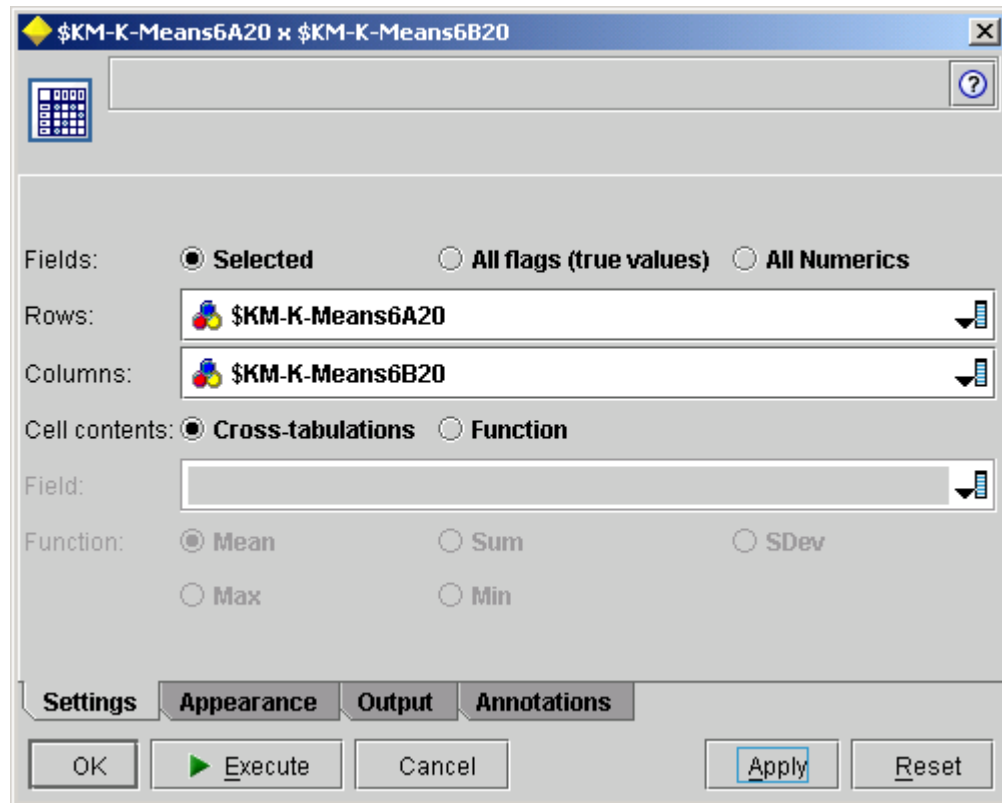 $KM-K-Means6A20 x $KM-K-Means6B20
Fields: Selected All flags (true values) All Numerics
Rows: $KM-K-Means6A20
Columns: $KM-K-Means6B20
Cell contents: Cross-tabulations Function
Field:
Function: Mean Sum SDev
Max Min
Settings Appearance Output Annotations
OK Execute Cancel Apply Reset